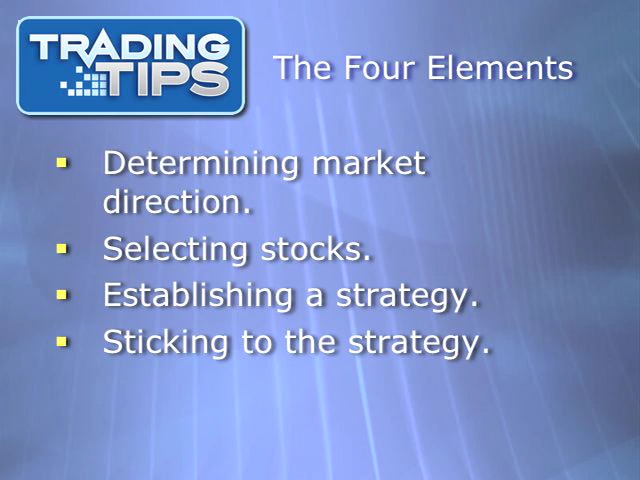 TRADING
TIPS
The Four Elements
Determining market
direction.
Selecting stocks.
Establishing a strategy.
Sticking to the strategy.